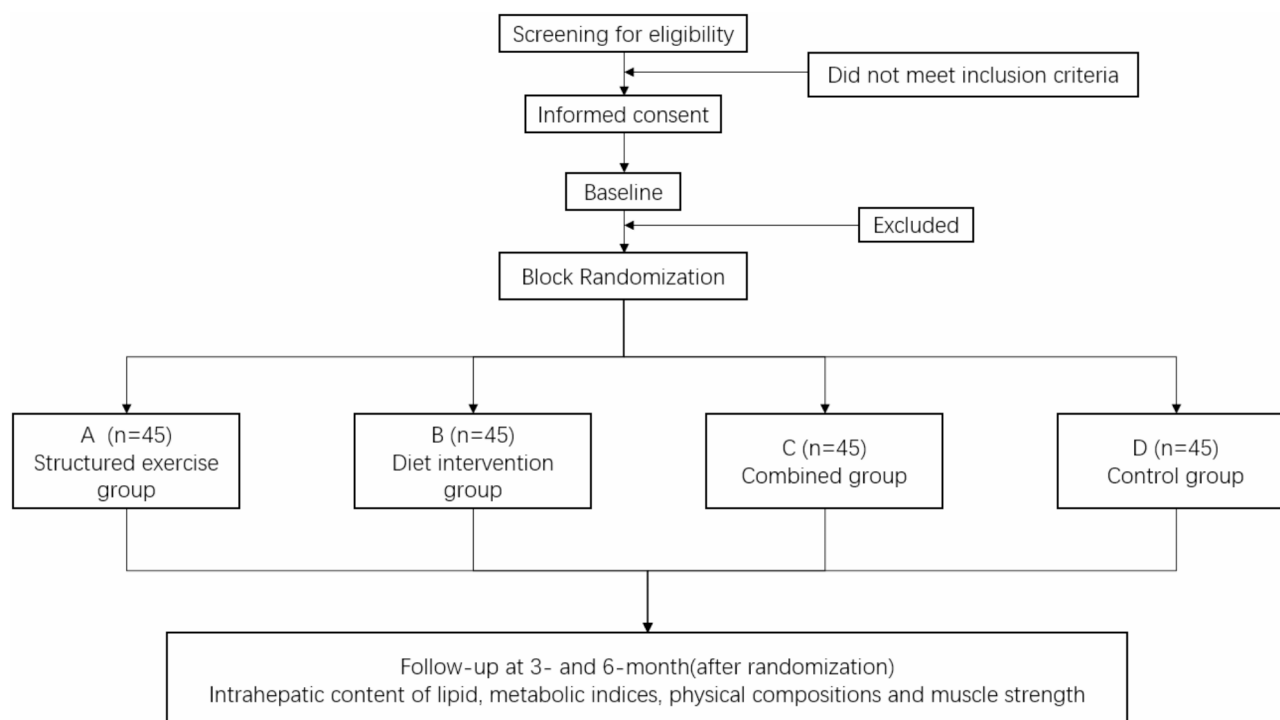 Screening for eligibility
Did not meet inclusion criteria
Informed consent
Baseline
Excluded
Block Randomization
A (n=45)
Structured exercise
group
B (n=45)
Diet intervention
group
C (n=45)
Combined group
D (n=45)
Control group
Follow-up at 3- and 6-month(after randomization)
Intrahepatic content of lipid, metabolic indices, physical compositions and muscle strength